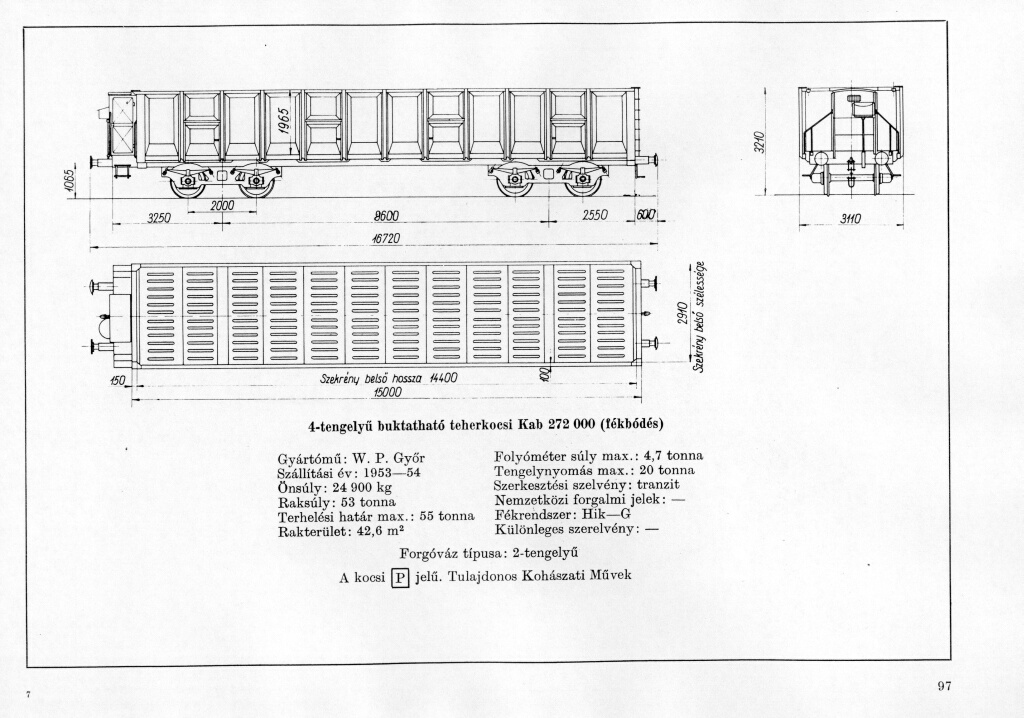 1965
3210
1065
2000
3250
8600
2550
600
3110
16720
2910
Szekrény belső szélessége
150
Szekrény belső hossza 14400
100
15000
4-tengelyű buktatható teherkocsi Kab 272 000 (fékbódés)
Gyártómű: W. P. Győr
Szállítási év: 1953—54
Önsúly: 24 900 kg
Raksúly: 53 tonna
Terhelési határ max.: 55 tonna
Rakterület: 42,6 m²
Folyóméter súly max.: 4,7 tonna
Tengelynyomás max.: 20 tonna
Szerkesztési szelvény: tranzit
Nemzetközi forgalmi jelek: —
Fékrendszer: Hik—G
Különleges szerelvény: —
Forgóváz típusa: 2-tengelyű
A kocsi P jelű. Tulajdonos Kohászati Művek
7
97